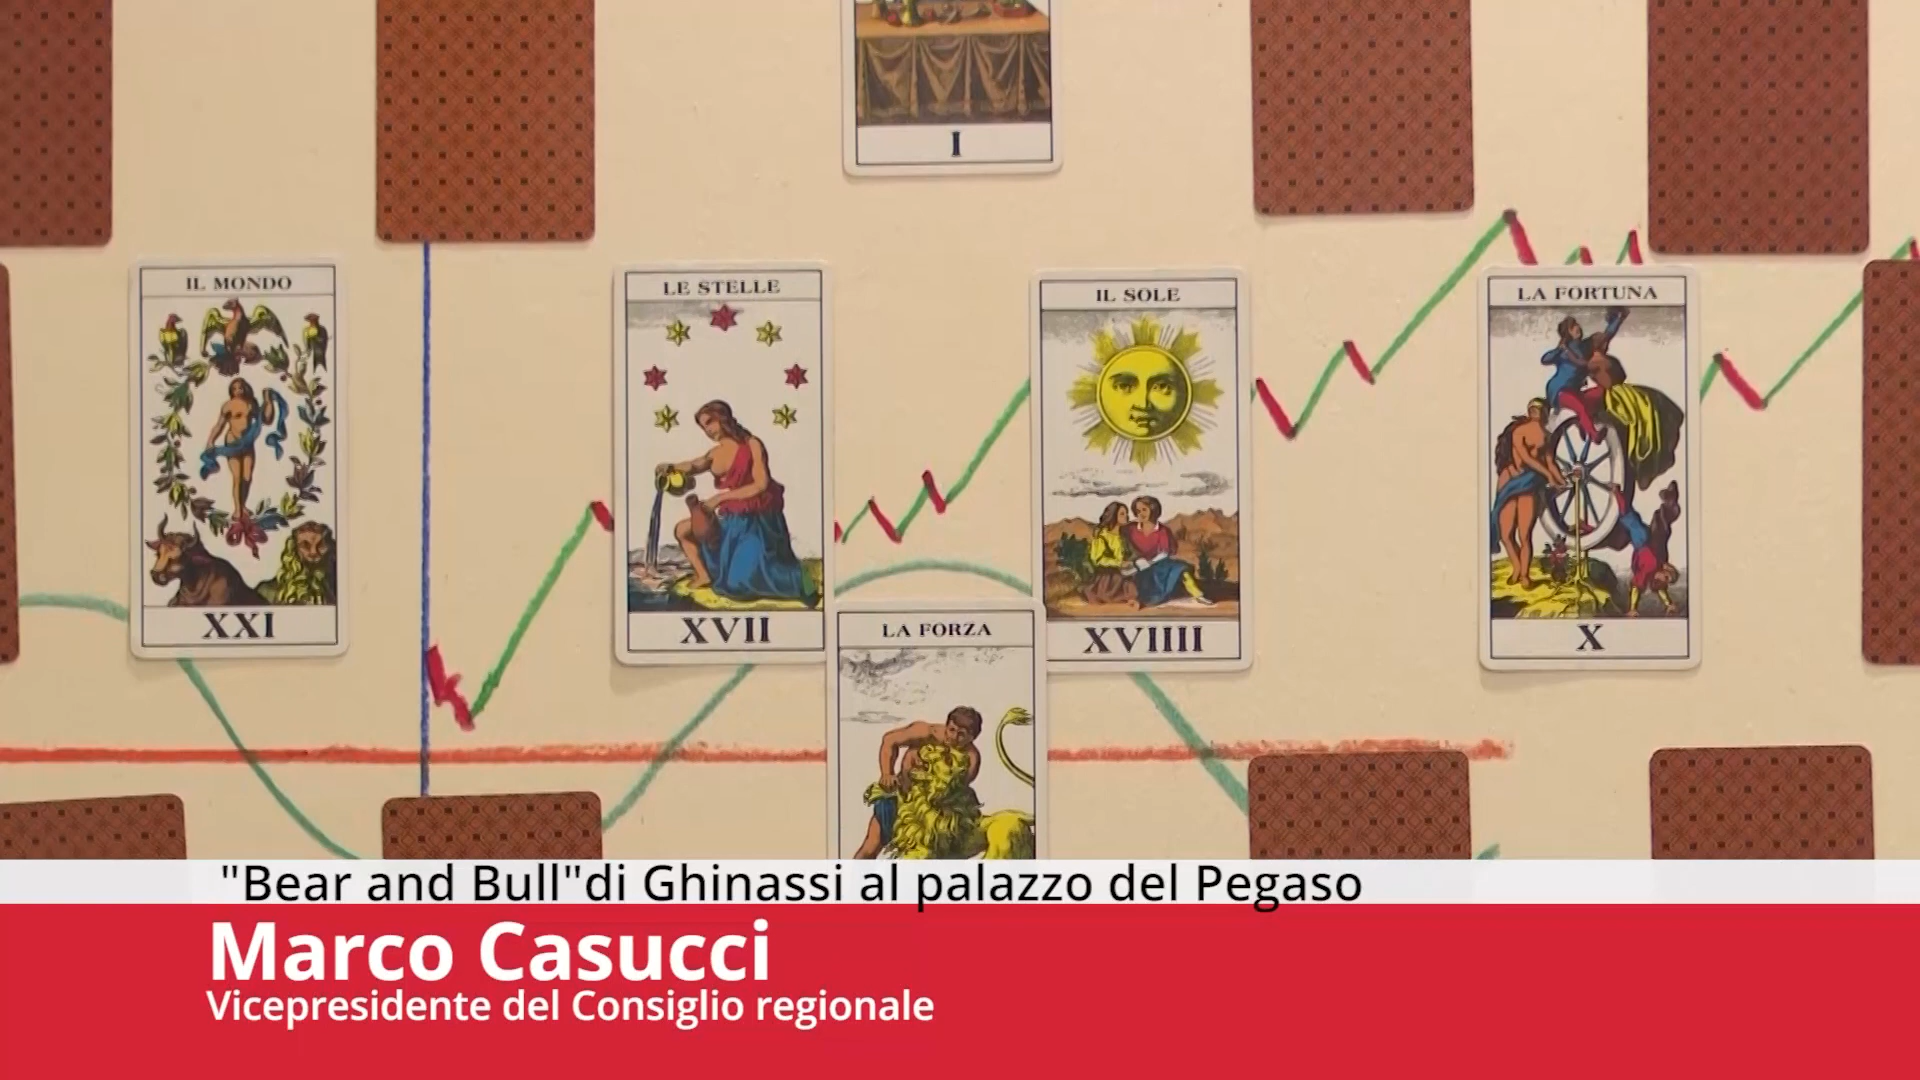 I
IL MONDO
XXI
LE STELLE
XVII
IL SOLE
XVIIII
LA FORTUNA
X
LA FORZA
"Bear and Bull"di Ghinassi al palazzo del Pegaso
Marco Casucci
Vicepresidente del Consiglio regionale